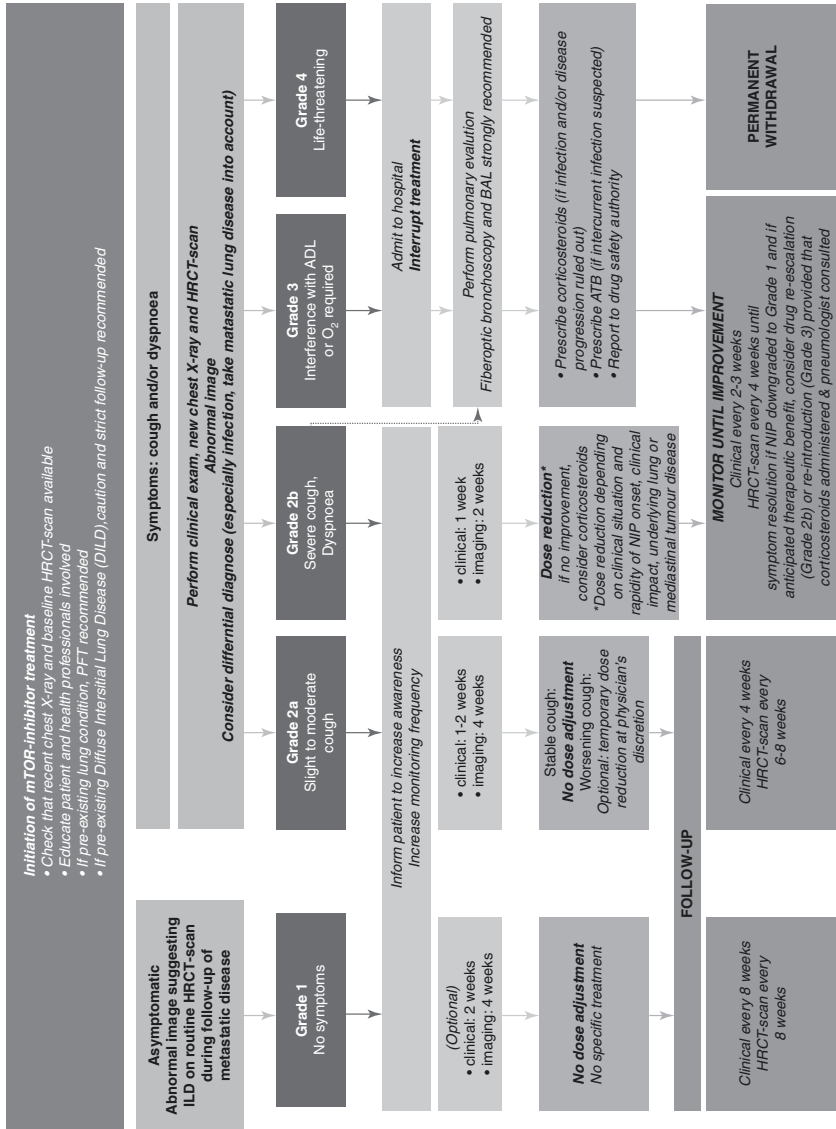 Initiation of mTOR-inhibitor treatment
• Check that recent chest X-ray and baseline HRCT-scan available
• Educate patient and health professionals involved
• If pre-existing lung condition, PFT recommended
• If pre-existing Diffuse Intersitial Lung Disease (DILD),caution and strict follow-up recommended
Asymptomatic
Abnormal image suggesting
ILD on routine HRCT-scan
during follow-up of
metastatic disease
Symptoms: cough and/or dyspnoea
Perform clinical exam, new chest X-ray and HRCT-scan
Abnormal image
Consider differntial diagnose (especially infection, take matastatic lung disease into account)
Grade 1
No symptoms
Grade 2a
Slight to moderate
cough
Grade 2b
Severe cough,
Dyspnoea
Grade 3
Interference with ADL
or O2 required
Grade 4
Life-threatening
Inform patient to increase awareness
Increase monitoring frequency
Admit to hospital
Interrupt treatment
(Optional)
• clinical: 2 weeks
• imaging: 4 weeks
• clinical: 1-2 weeks
• imaging: 4 weeks
• clinical: 1 week
• imaging: 2 weeks
Perform pulmonary evalution
Fiberoptic bronchoscopy and BAL strongly recommended
No dose adjustment
No specific treatment
Stable cough:
No dose adjustment
Worsening cough:
Optional: temporary dose
reduction at physician's
discretion
Dose reduction*
if no improvement,
consider corticosteroids
*Dose reduction depending
on clinical situation and
rapidity of NIP onset, clinical
impact, underlying lung or
mediastinal tumour disease
• Prescribe corticosteroids (if infection and/or disease
progression ruled out)
• Prescribe ATB (if intercurrent infection suspected)
• Report to drug safety authority
FOLLOW-UP
Clinical every 8 weeks
HRCT-scan every
8 weeks
Clinical every 4 weeks
HRCT-scan every
6-8 weeks
MONITOR UNTIL IMPROVEMENT
Clinical every 2-3 weeks
HRCT-scan every 4 weeks until
symptom resolution if NIP downgraded to Grade 1 and if
anticipated therapeutic benefit, consider drug re-escalation
(Grade 2b) or re-introduction (Grade 3) provided that
corticosteroids administered & pneumologist consulted
PERMANENT
WITHDRAWAL